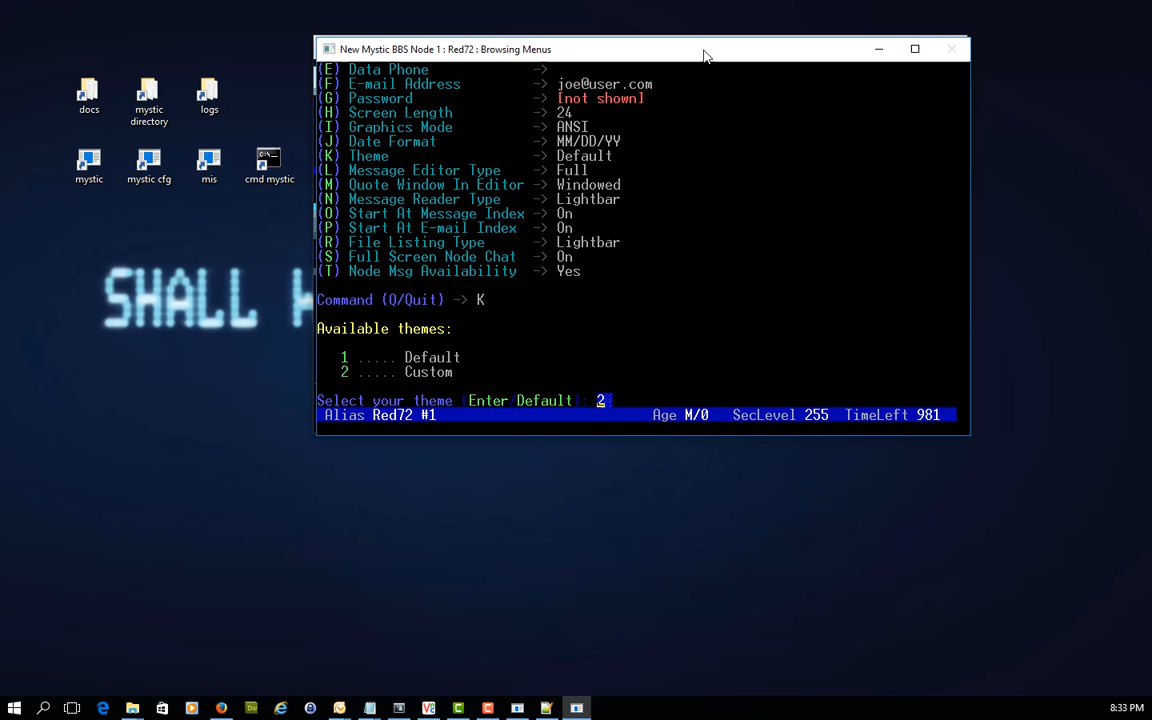 New Mystic BBS Node 1 : Red72 : Browsing Menus
(E) Data Phone ->
(F) E-mail Address -> joe@user.com
(G) Password -> [not shown]
(H) Screen Length -> 24
(I) Graphics Mode -> ANSI
(J) Date Format -> MM/DD/YY
(K) Theme -> Default
(L) Message Editor Type -> Full
(M) Quote Window In Editor -> Windowed
(N) Message Reader Type -> Lightbar
(O) Start At Message Index -> On
(P) Start At E-mail Index -> On
(R) File Listing Type -> Lightbar
(S) Full Screen Node Chat -> On
(T) Node Msg Availability -> Yes
Command (Q/Quit) -> K
Available themes:
1 ..... Default
2 ..... Custom
Select your theme [Enter/Default]: 2
Alias Red72 #1 Age M/0 SecLevel 255 TimeLeft 981
docs
mystic directory
logs
mystic
mystic cfg
mis
cmd mystic
SHALL
8:33 PM